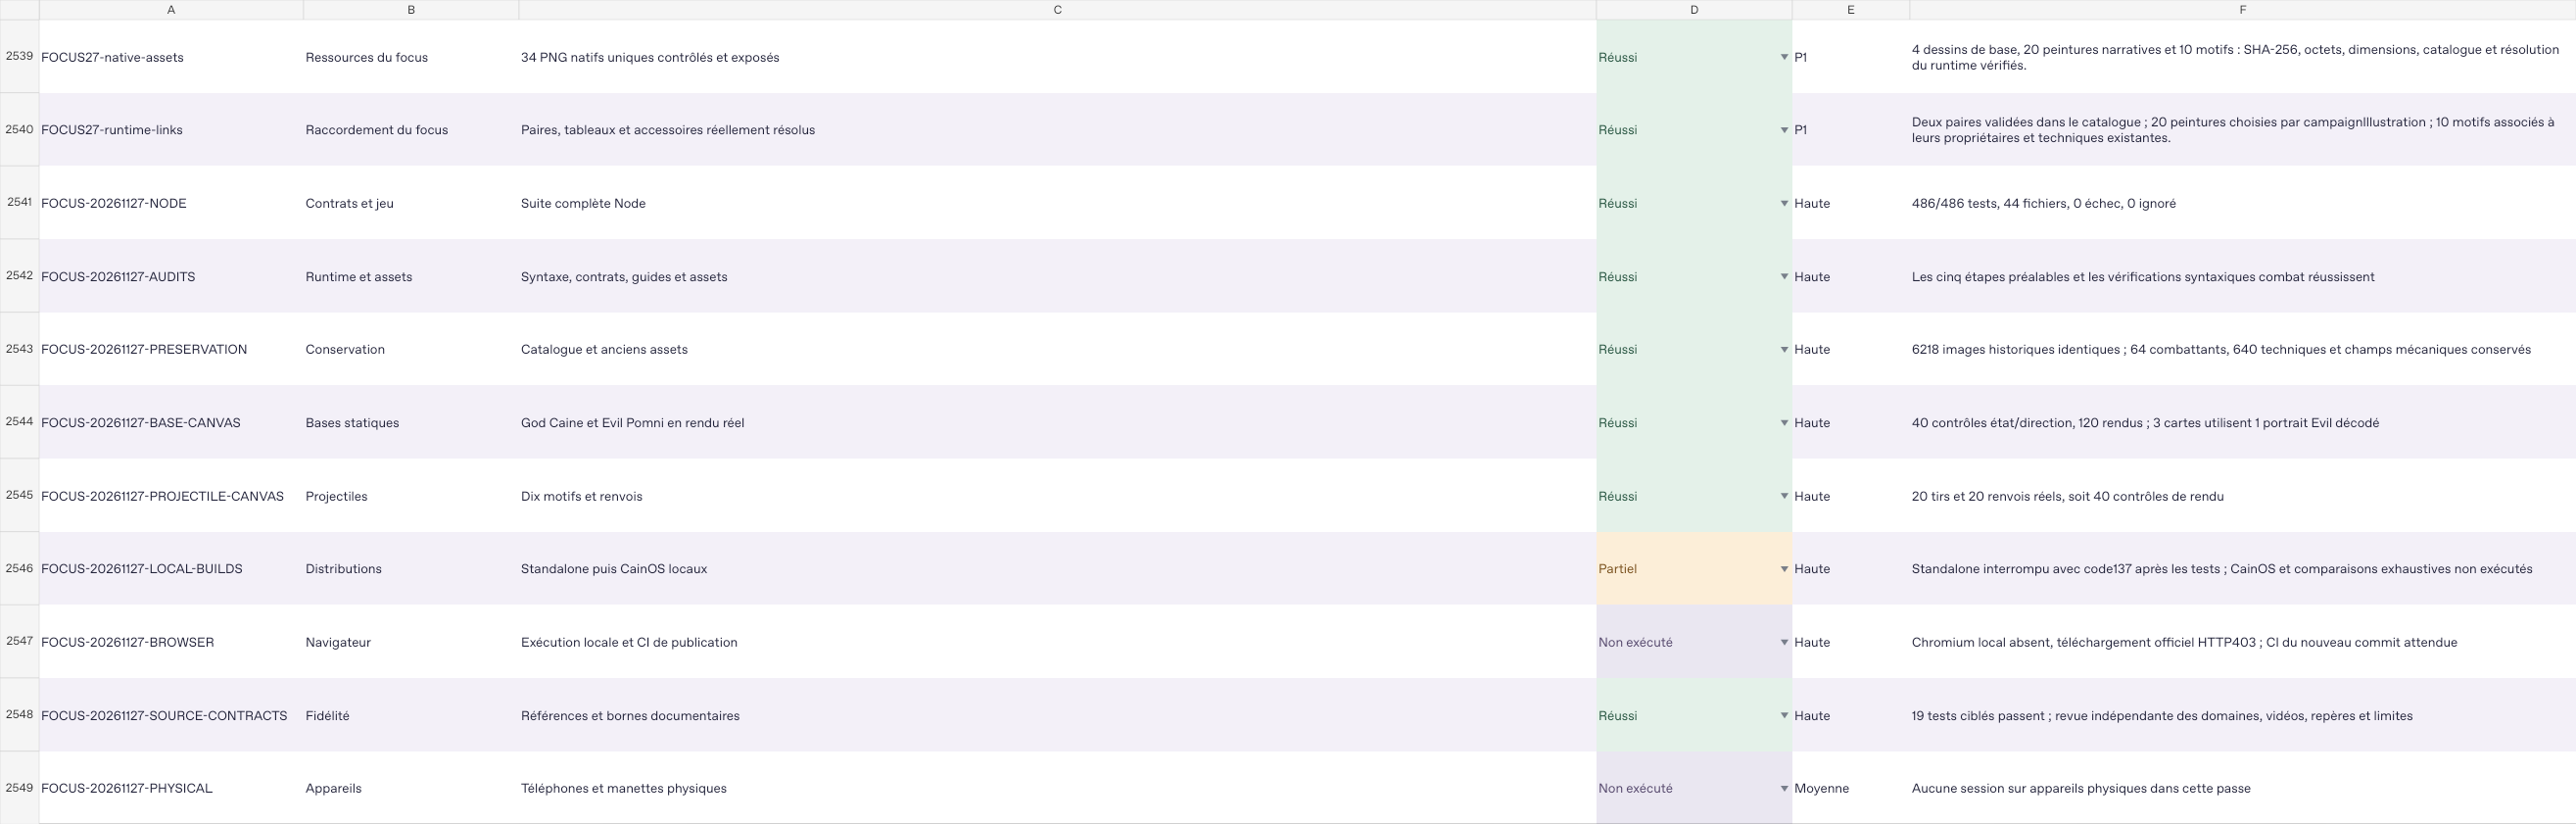 A B C D E F
2539 FOCUS27-native-assets Ressources du focus 34 PNG natifs uniques contrôlés et exposés Réussi P1 4 dessins de base, 20 peintures narratives et 10 motifs : SHA-256, octets, dimensions, catalogue et résolution
du runtime vérifiés.
2540 FOCUS27-runtime-links Raccordement du focus Paires, tableaux et accessoires réellement résolus Réussi P1 Deux paires validées dans le catalogue ; 20 peintures choisies par campaignIllustration ; 10 motifs associés à
leurs propriétaires et techniques existantes.
2541 FOCUS-20261127-NODE Contrats et jeu Suite complète Node Réussi Haute 486/486 tests, 44 fichiers, 0 échec, 0 ignoré
2542 FOCUS-20261127-AUDITS Runtime et assets Syntaxe, contrats, guides et assets Réussi Haute Les cinq étapes préalables et les vérifications syntaxiques combat réussissent
2543 FOCUS-20261127-PRESERVATION Conservation Catalogue et anciens assets Réussi Haute 6218 images historiques identiques ; 64 combattants, 640 techniques et champs mécaniques conservés
2544 FOCUS-20261127-BASE-CANVAS Bases statiques God Caine et Evil Pomni en rendu réel Réussi Haute 40 contrôles état/direction, 120 rendus ; 3 cartes utilisent 1 portrait Evil décodé
2545 FOCUS-20261127-PROJECTILE-CANVAS Projectiles Dix motifs et renvois Réussi Haute 20 tirs et 20 renvois réels, soit 40 contrôles de rendu
2546 FOCUS-20261127-LOCAL-BUILDS Distributions Standalone puis CainOS locaux Partiel Haute Standalone interrompu avec code137 après les tests ; CainOS et comparaisons exhaustives non exécutés
2547 FOCUS-20261127-BROWSER Navigateur Exécution locale et CI de publication Non exécuté Haute Chromium local absent, téléchargement officiel HTTP403 ; CI du nouveau commit attendue
2548 FOCUS-20261127-SOURCE-CONTRACTS Fidélité Références et bornes documentaires Réussi Haute 19 tests ciblés passent ; revue indépendante des domaines, vidéos, repères et limites
2549 FOCUS-20261127-PHYSICAL Appareils Téléphones et manettes physiques Non exécuté Moyenne Aucune session sur appareils physiques dans cette passe